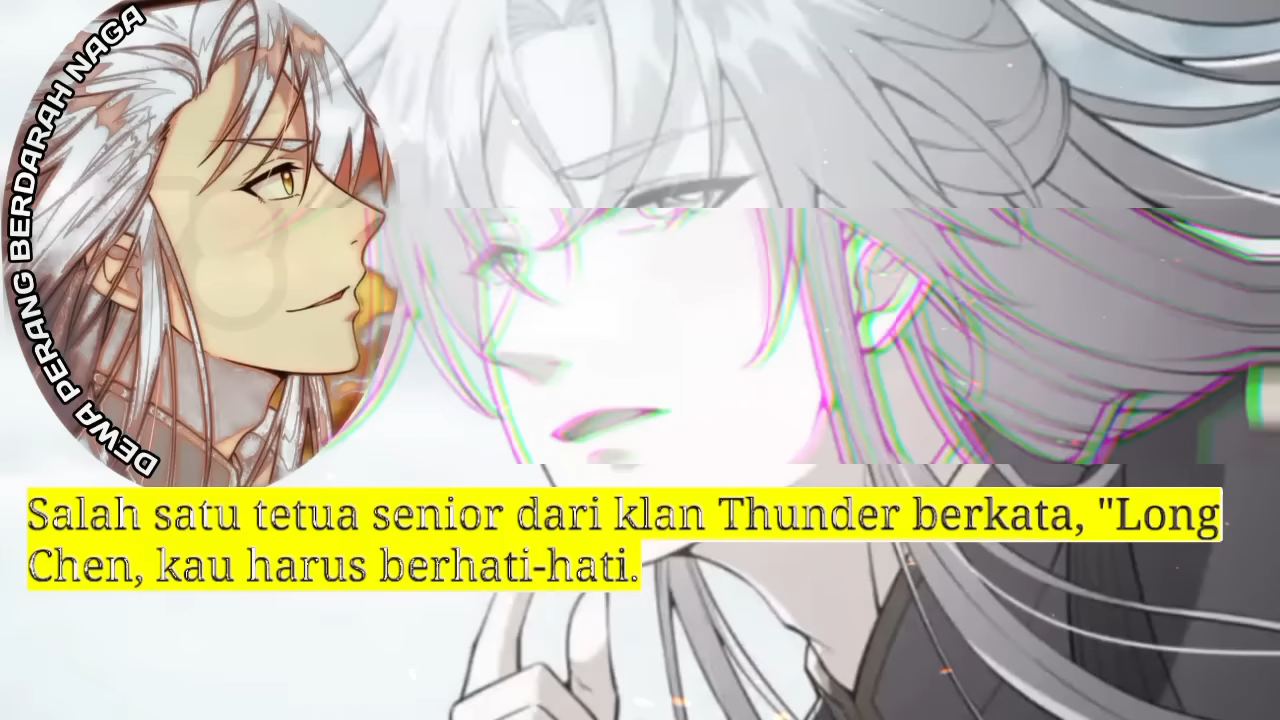 DEWA PERANG BERDARAH NAGA
Salah satu tetua senior dari klan Thunder berkata, "Long
Chen, kau harus berhati-hati.